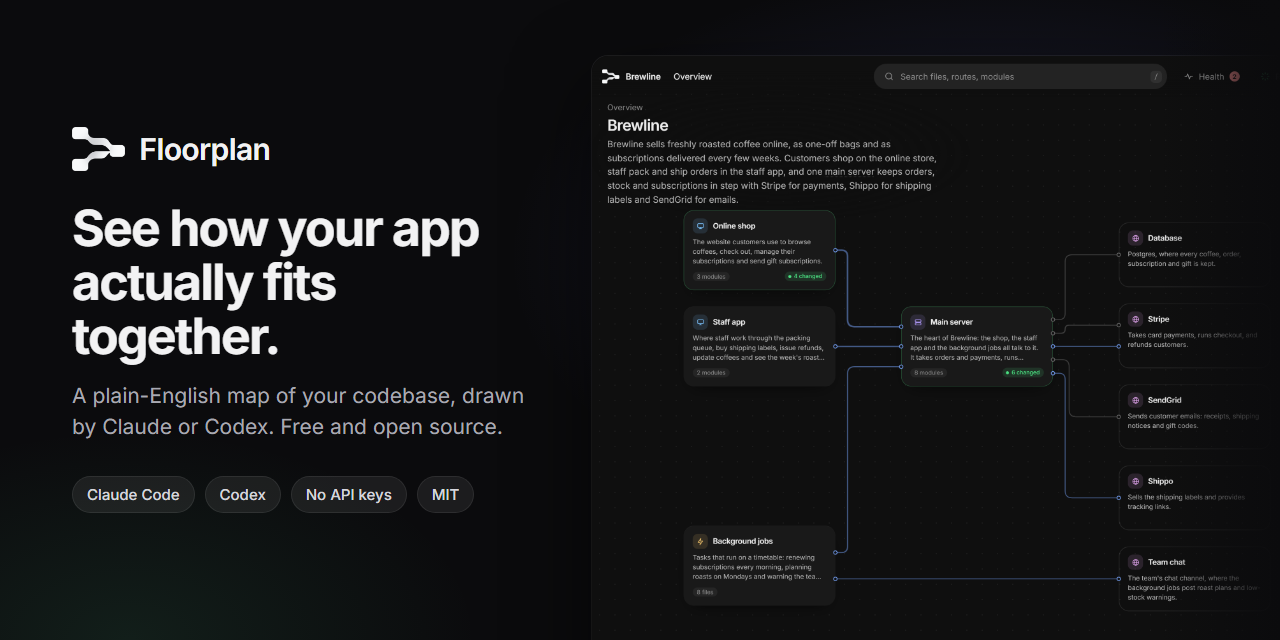 Floorplan
See how your app
actually fits
together.
A plain-English map of your codebase, drawn
by Claude or Codex. Free and open source.
Claude Code
Codex
No API keys
MIT
Brewline
Overview
Search files, routes, modules
/
Health
2
Overview
Brewline
Brewline sells freshly roasted coffee online, as one-off bags and as
subscriptions delivered every few weeks. Customers shop on the online store,
staff pack and ship orders in the staff app, and one main server keeps orders,
stock and subscriptions in step with Stripe for payments, Shippo for shipping
labels and SendGrid for emails.
Online shop
The website customers use to browse
coffees, check out, manage their
subscriptions and send gift subscriptions.
3 modules
4 changed
Staff app
Where staff work through the packing
queue, buy shipping labels, issue refunds,
update coffees and see the week's roast...
2 modules
Background jobs
Tasks that run on a timetable: renewing
subscriptions every morning, planning
roasts on Mondays and warning the tea...
8 files
Main server
The heart of Brewline: the shop, the staff
app and the background jobs all talk to it.
It takes orders and payments, runs...
8 modules
6 changed
Database
Postgres, where every coffee, order,
subscription and gift is kept.
Stripe
Takes card payments, runs checkout, and
refunds customers.
SendGrid
Sends customer emails: receipts, shipping
notices and gift codes.
Shippo
Sells the shipping labels and provides
tracking links.
Team chat
The team's chat channel, where the
background jobs post roast plans and low-
stock warnings.